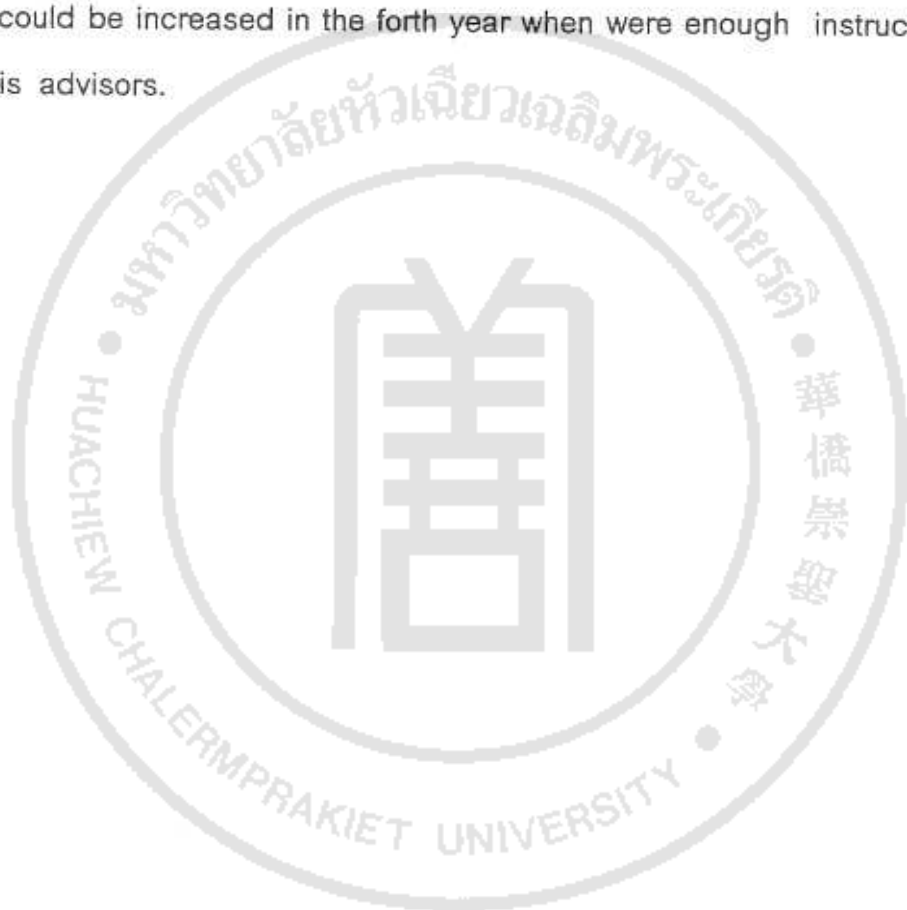 could be increased in the forth year when were enough instruc
is advisors.
มหาวิทยาลัยหัวเฉียวเฉลิมพระเกียรติ
華僑崇聖大學
HUACHIEW CHALERMPRAKIET UNIVERSITY